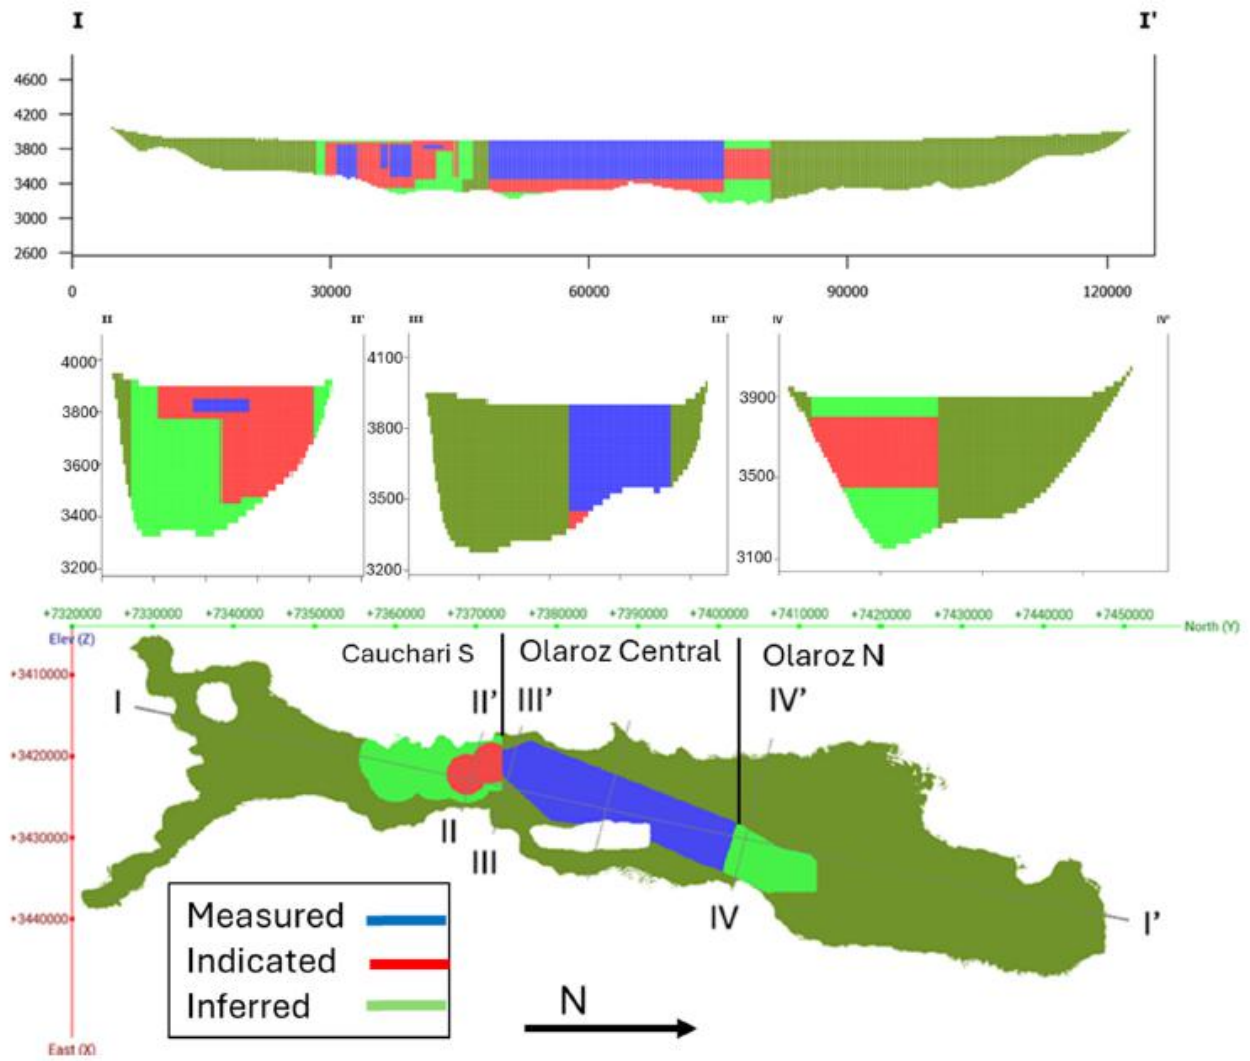 I I'
4600
4200
3800
3400
3000
2600
0 30000 60000 90000 120000
II II' III III' IV IV'
4000
3800
3600
3400
3200
4100
3800
3500
3200
3900
3500
3100
+7320000 +7330000 +7340000 +7350000 +7360000 +7370000 +7380000 +7390000 +7400000 +7410000 +7420000 +7430000 +7440000 +7450000
North (Y)
Elev (Z)
+3410000
+3420000
+3430000
+3440000
East (X)
Cauchari S Olaroz Central Olaroz N
I II' III' IV'
II
III
IV I'
Measured
Indicated
Inferred
N